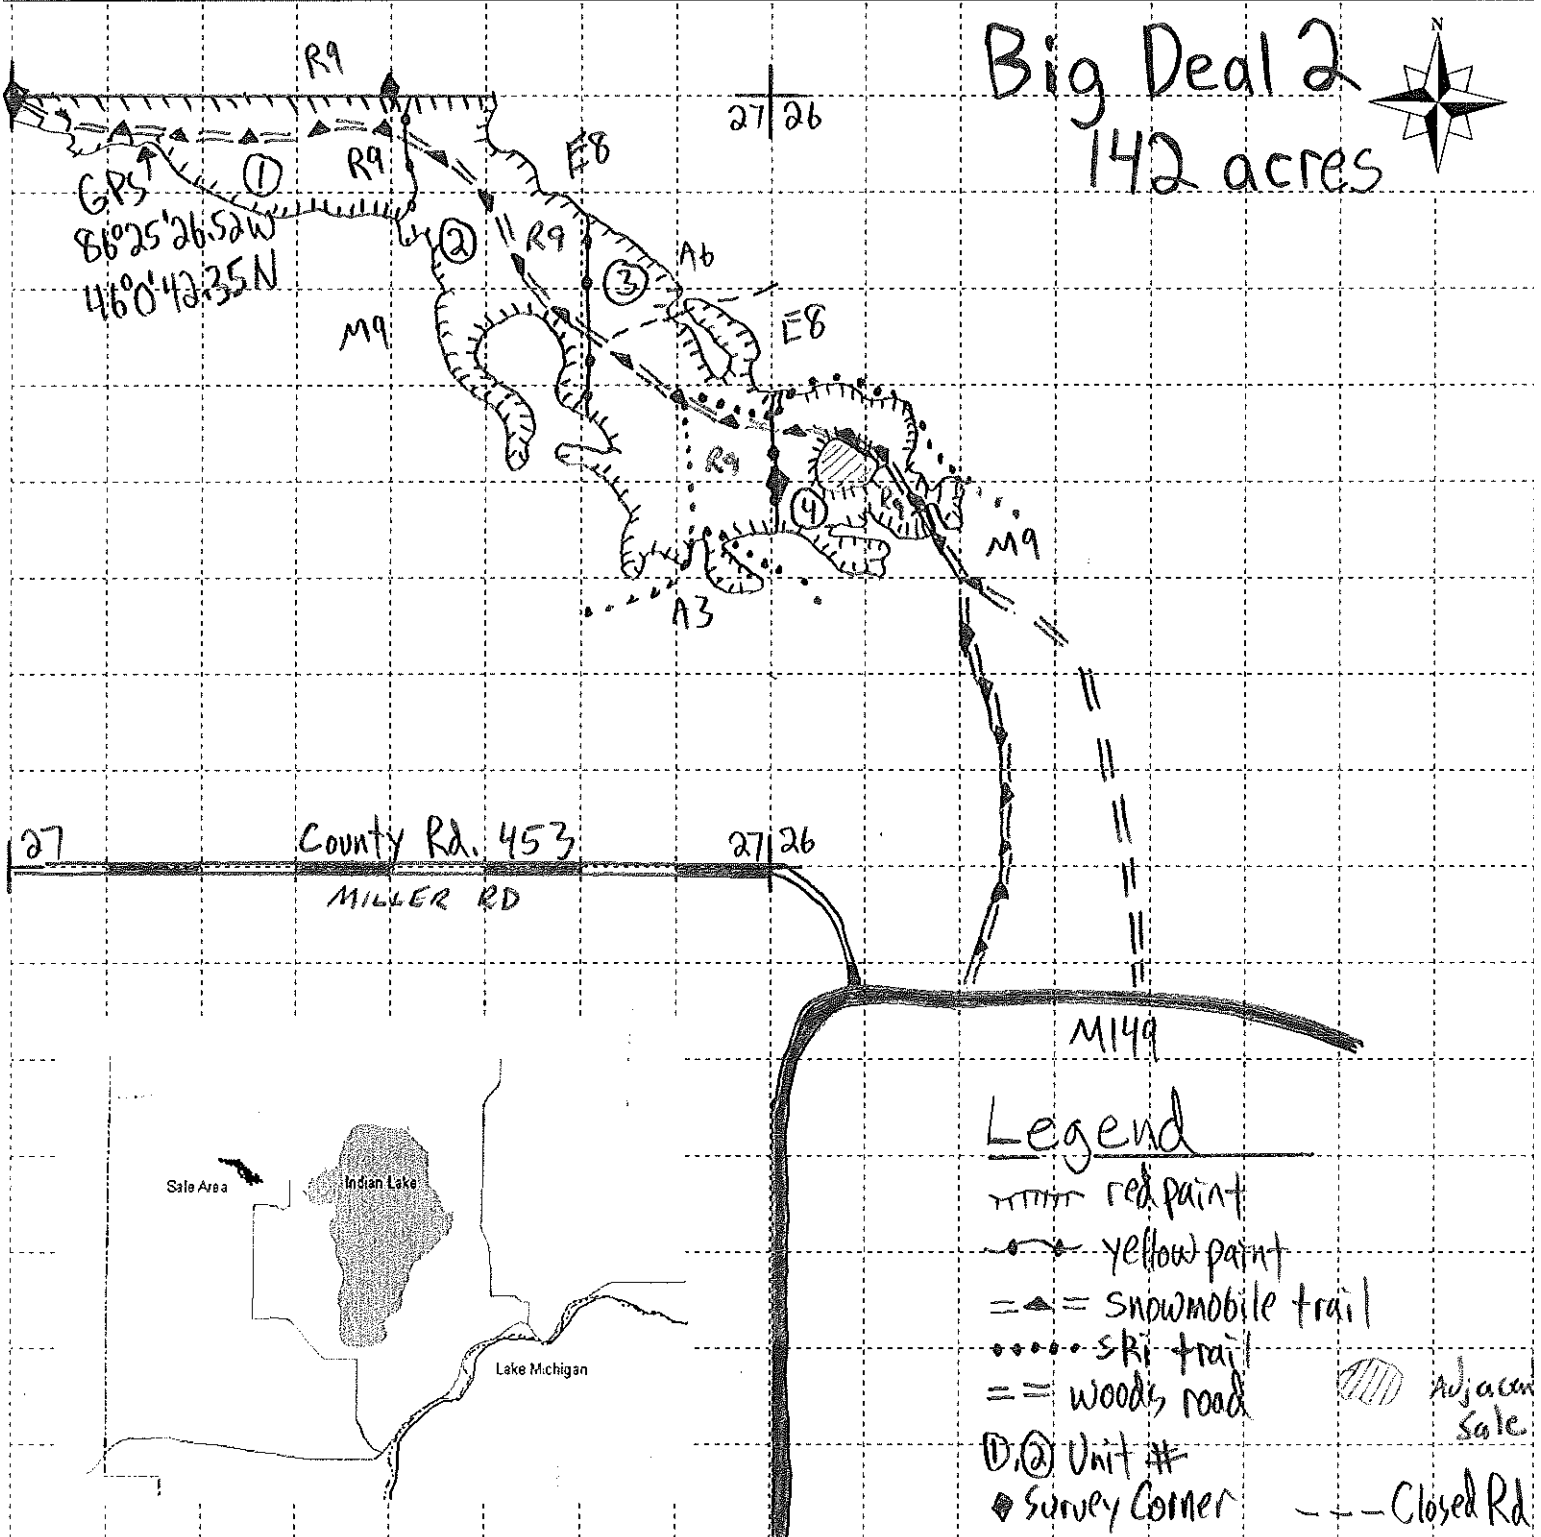 Big Deal 2
142 acres
N
R9
27 26
E8
GPS
86°25'26.52W
46°0'42.35N
①
R9
②
R9
③
A6
M9
E8
R9
④
R9
M9
A3
27
County Rd. 453
27 26
MILLER RD
M149
Sale Area
Indian Lake
Lake Michigan
Legend
red paint
yellow paint
snowmobile trail
ski trail
woods road
①,② Unit #
Survey Corner
Adjacen
Sale
Closed Rd